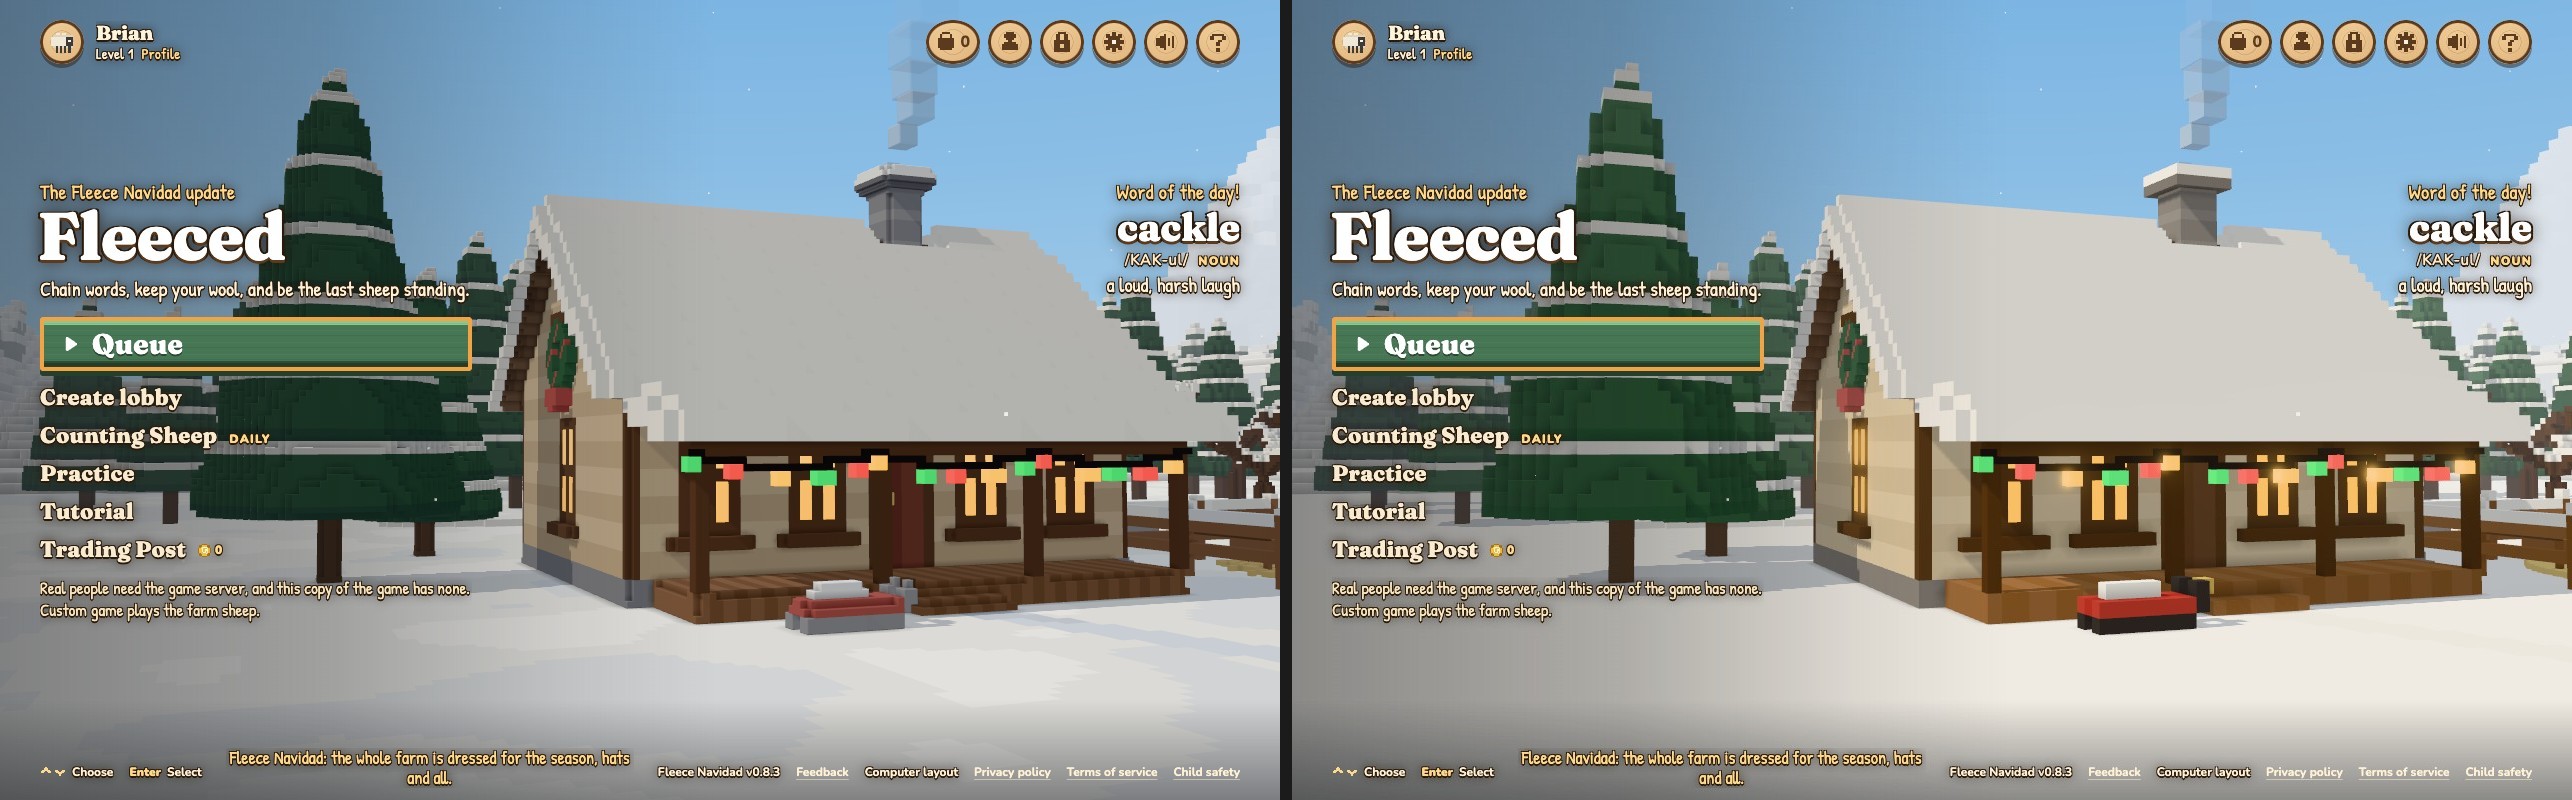 Brian
Level 1 Profile
0
The Fleece Navidad update
Fleeced
Chain words, keep your wool, and be the last sheep standing.
Queue
Create lobby
Counting Sheep DAILY
Practice
Tutorial
Trading Post 0
Real people need the game server, and this copy of the game has none.
Custom game plays the farm sheep.
Word of the day!
cackle
/KAK-ul/ NOUN
a loud, harsh laugh
Choose Enter Select
Fleece Navidad: the whole farm is dressed for the season, hats
and all.
Fleece Navidad v0.8.3 Feedback Computer layout Privacy policy Terms of service Child safety
Brian
Level 1 Profile
0
The Fleece Navidad update
Fleeced
Chain words, keep your wool, and be the last sheep standing.
Queue
Create lobby
Counting Sheep DAILY
Practice
Tutorial
Trading Post 0
Real people need the game server, and this copy of the game has none.
Custom game plays the farm sheep.
Word of the day!
cackle
/KAK-ul/ NOUN
a loud, harsh laugh
Choose Enter Select
Fleece Navidad: the whole farm is dressed for the season, hats
and all.
Fleece Navidad v0.8.3 Feedback Computer layout Privacy policy Terms of service Child safety